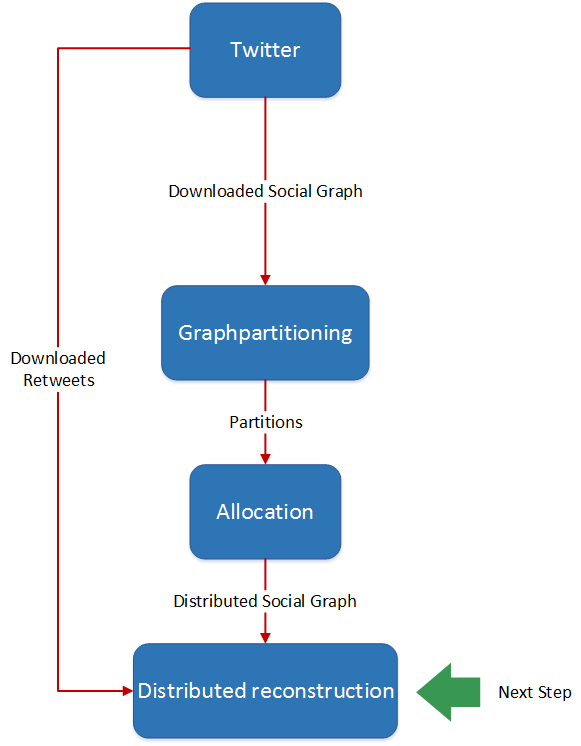 Twitter
Downloaded Social Graph
Graphpartitioning
Downloaded
Retweets
Partitions
Allocation
Distributed Social Graph
Distributed reconstruction
Next Step